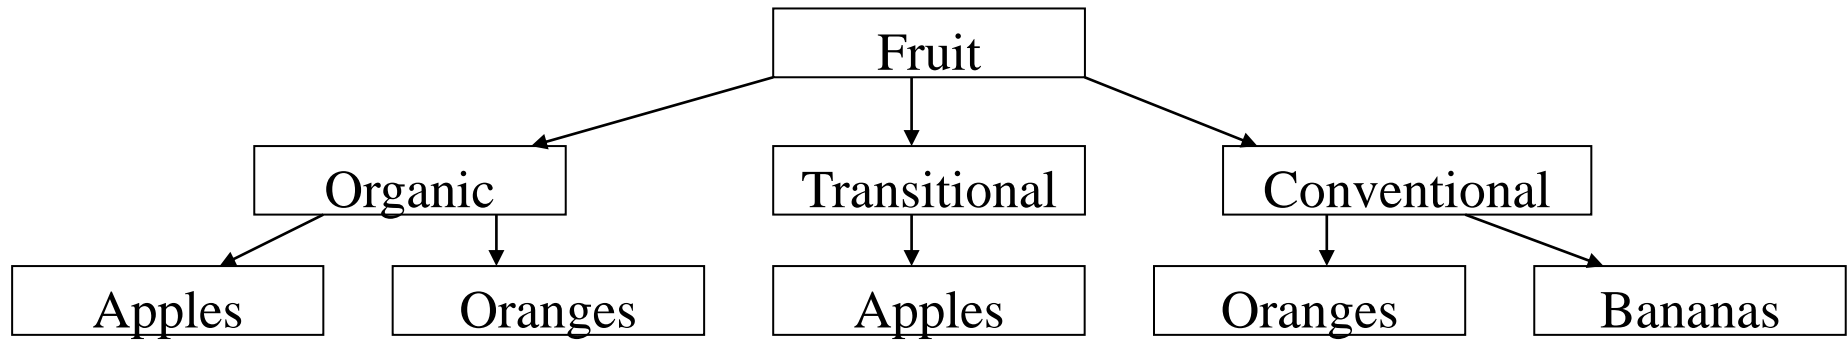 Fruit
Organic
Transitional
Conventional
Apples
Oranges
Apples
Oranges
Bananas